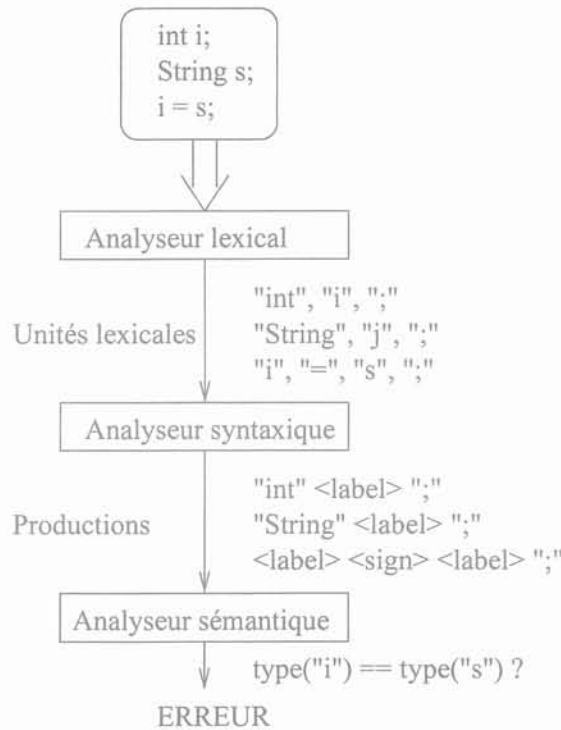 int i;
String s;
i = s;
Analyseur lexical
Unités lexicales
"int", "i", ";"
"String", "j", ";"
"i", "=", "s", ";"
Analyseur syntaxique
Productions
"int" <label> ";"
"String" <label> ";"
<label> <sign> <label> ";"
Analyseur sémantique
type("i") == type("s") ?
ERREUR